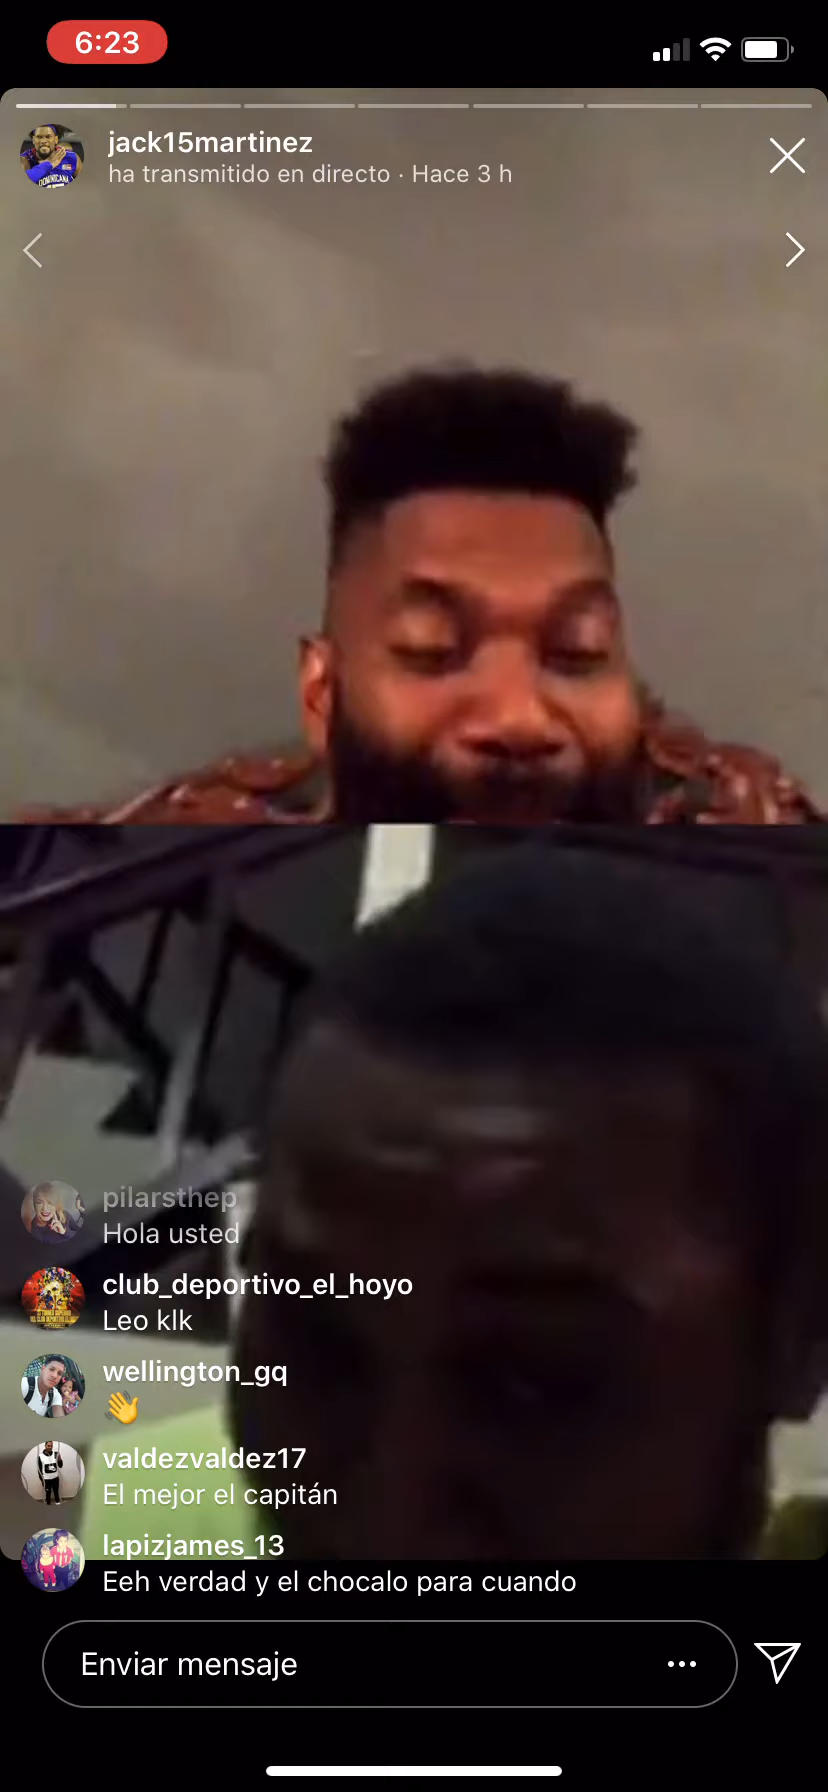 6:23
jack15martinez
ha transmitido en directo · Hace 3 h
DOMINICANA
pilarsthep
Hola usted
club_deportivo_el_hoyo
Leo klk
wellington_gq
👋
valdezvaldez17
El mejor el capitán
lapizjames_13
Eeh verdad y el chocalo para cuando
Enviar mensaje